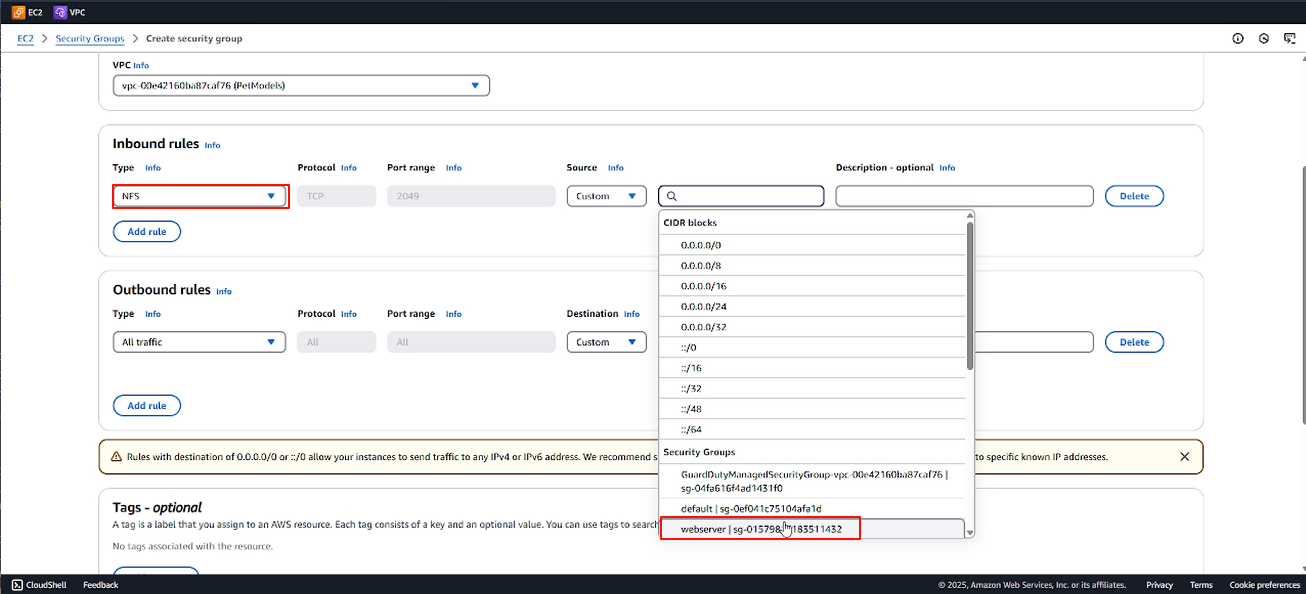 EC2 VPC
EC2 > Security Groups > Create security group
VPC Info
vpc-00e42160ba87caf76 (PetModels)
Inbound rules Info
Type Info Protocol Info Port range Info Source Info Description - optional Info
NFS TCP 2049 Custom Delete
Add rule
CIDR blocks
0.0.0.0/0
0.0.0.0/8
0.0.0.0/16
0.0.0.0/24
0.0.0.0/32
::/0
::/16
::/32
::/48
::/64
Security Groups
GuardDutyManagedSecurityGroup-vpc-00e42160ba87caf76 |
sg-04fa616f4ad1431f0
default | sg-0ef041c75104afa1d
webserver |
Outbound rules Info
Type Info Protocol Info Port range Info Destination Info
All traffic All All Custom Delete
Add rule
Rules with destination of 0.0.0.0/0 or ::/0 allow your instances to send traffic to any IPv4 or IPv6 address. We recommend to specific known IP addresses.
Tags - optional
A tag is a label that you assign to an AWS resource. Each tag consists of a key and an optional value. You can use tags to search
No tags associated with the resource.
CloudShell Feedback © 2025, Amazon Web Services, Inc. or its affiliates. Privacy Terms Cookie preferences